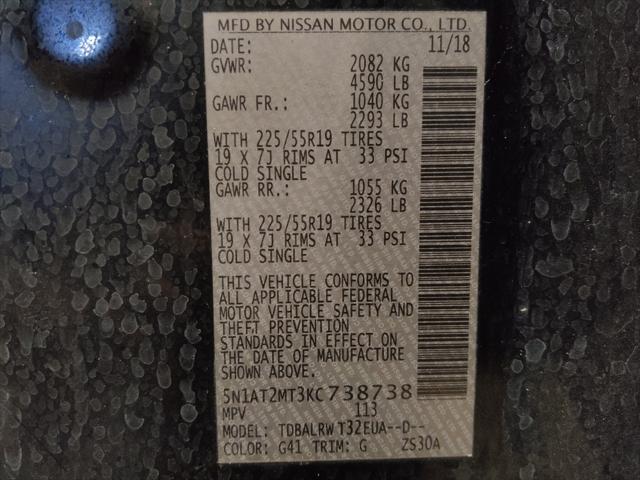 MFD BY NISSAN MOTOR CO., LTD.
DATE: 11/18
GVWR: 2082 KG
4590 LB
GAWR FR.: 1040 KG
2293 LB
WITH 225/55R19 TIRES
19 X 7J RIMS AT 33 PSI
COLD SINGLE
GAWR RR.: 1055 KG
2326 LB
WITH 225/55R19 TIRES
19 X 7J RIMS AT 33 PSI
COLD SINGLE
THIS VEHICLE CONFORMS TO
ALL APPLICABLE FEDERAL
MOTOR VEHICLE SAFETY AND
THEFT PREVENTION
STANDARDS IN EFFECT ON
THE DATE OF MANUFACTURE
SHOWN ABOVE.
5N1AT2MT3KC738738
MPV 113
MODEL: TDBALRW T32EUA--D--
COLOR: G41 TRIM: G ZS30A